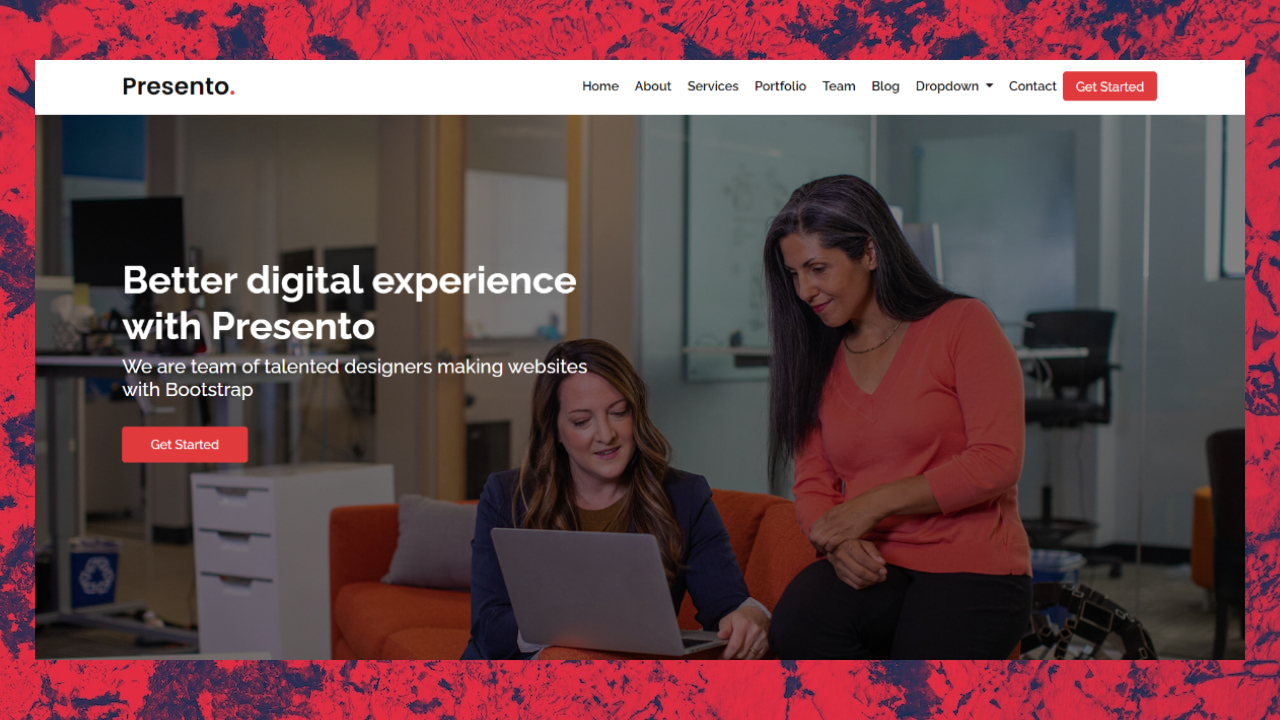 Presento.
Home About Services Portfolio Team Blog Dropdown Contact Get Started
Better digital experience
with Presento
We are team of talented designers making websites
with Bootstrap
Get Started